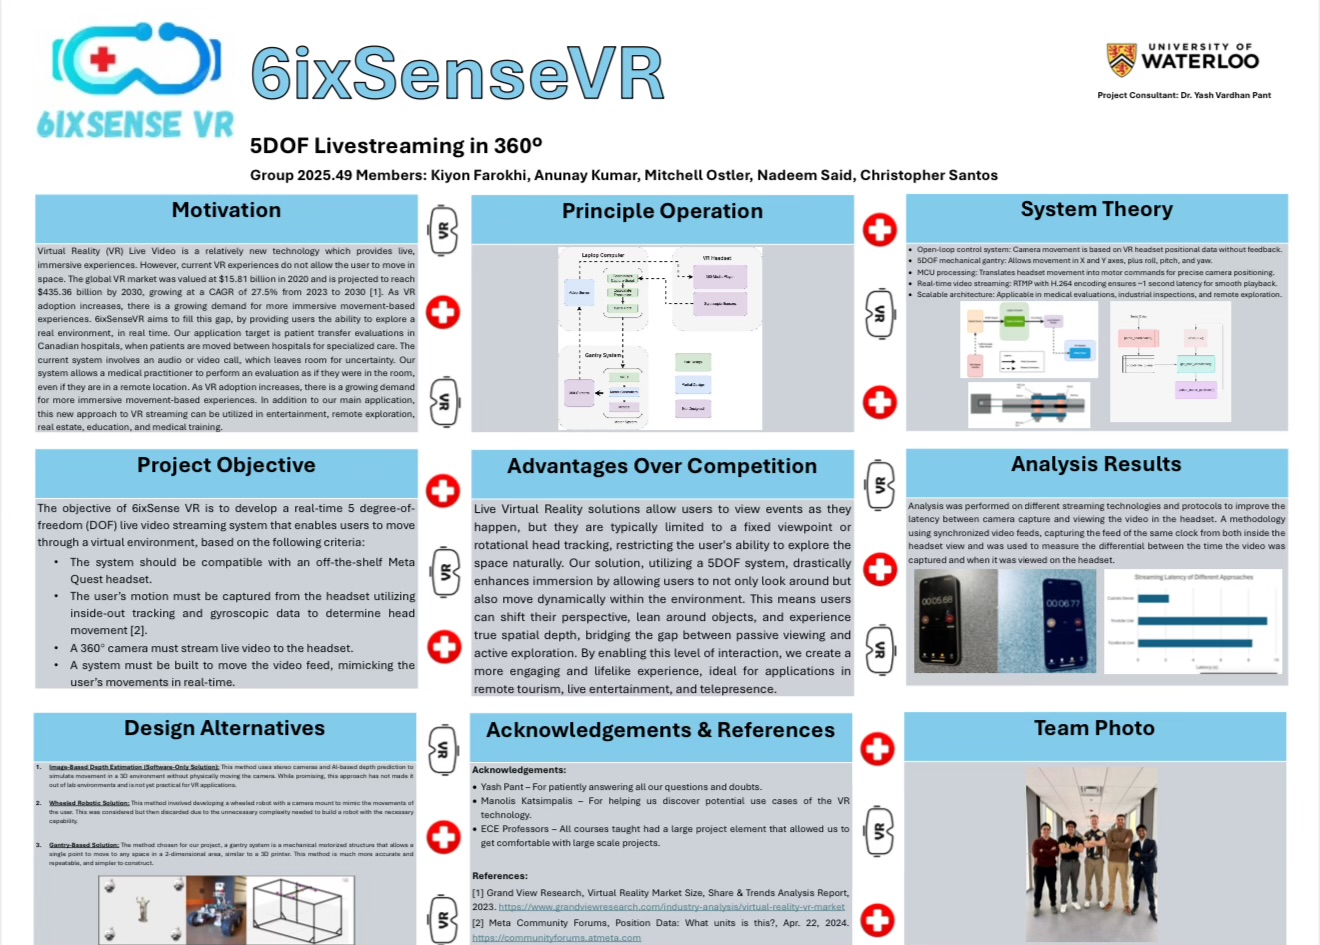 6IXSENSE VR
6ixSenseVR
5DOF Livestreaming in 360º
Group 2025.49 Members: Kiyon Farokhi, Anunay Kumar, Mitchell Ostler, Nadeem Said, Christopher Santos
UNIVERSITY OF
WATERLOO
Project Consultant: Dr. Yash Vardhan Pant
Motivation
Virtual Reality (VR) Live Video is a relatively new technology which provides live,
immersive experiences. However, current VR experiences do not allow the user to move in
space. The global VR market was valued at $15.81 billion in 2020 and is projected to reach
$435.36 billion by 2030, growing at a CAGR of 27.5% from 2023 to 2030 [1]. As VR
adoption increases, there is a growing demand for more immersive movement-based
experiences. 6ixSenseVR aims to fill this gap, by providing users the ability to explore a
real environment, in real time. Our application target is patient transfer evaluations in
Canadian hospitals, when patients are moved between hospitals for specialized care. The
current system involves an audio or video call, which leaves room for uncertainty. Our
system allows a medical practitioner to perform an evaluation as if they were in the room,
even if they are in a remote location. As VR adoption increases, there is a growing demand
for more immersive movement-based experiences. In addition to our main application,
this new approach to VR streaming can be utilized in entertainment, remote exploration,
real estate, education, and medical training.
VR
VR
Principle Operation
Laptop Computer
VR Headset
Gantry System
VR
System Theory
• Open-loop control system: Camera movement is based on VR headset positional data without feedback.
• 5DOF mechanical gantry: Allows movement in X and Y axes, plus roll, pitch, and yaw.
• MCU processing: Translates headset movement into motor commands for precise camera positioning.
• Real-time video streaming: RTMP with H.264 encoding ensures ~1 second latency for smooth playback.
• Scalable architecture: Applicable in medical evaluations, industrial inspections, and remote exploration.
Project Objective
The objective of 6ixSense VR is to develop a real-time 5 degree-of-
freedom (DOF) live video streaming system that enables users to move
through a virtual environment, based on the following criteria:
• The system should be compatible with an off-the-shelf Meta
Quest headset.
• The user's motion must be captured from the headset utilizing
inside-out tracking and gyroscopic data to determine head
movement [2].
• A 360° camera must stream live video to the headset.
• A system must be built to move the video feed, mimicking the
user's movements in real-time.
VR
Advantages Over Competition
Live Virtual Reality solutions allow users to view events as they
happen, but they are typically limited to a fixed viewpoint or
rotational head tracking, restricting the user's ability to explore the
space naturally. Our solution, utilizing a 5DOF system, drastically
enhances immersion by allowing users to not only look around but
also move dynamically within the environment. This means users
can shift their perspective, lean around objects, and experience
true spatial depth, bridging the gap between passive viewing and
active exploration. By enabling this level of interaction, we create a
more engaging and lifelike experience, ideal for applications in
remote tourism, live entertainment, and telepresence.
VR
VR
Analysis Results
Analysis was performed on different streaming technologies and protocols to improve the
latency between camera capture and viewing the video in the headset. A methodology
using synchronized video feeds, capturing the feed of the same clock from both inside the
headset view and was used to measure the differential between the time the video was
captured and when it was viewed on the headset.
00:05.68
00:06.77
Streaming Latency of Different Approaches
0 2 4 6 8 10
Latency (s)
Design Alternatives
1. Image-Based Depth Estimation (Software-Only Solution): This method uses stereo cameras and AI-based depth prediction to
simulate movement in a 3D environment without physically moving the camera. While promising, this approach has not made it
out of lab environments and is not yet practical for VR applications.
2. Wheeled Robotic Solution: This method involved developing a wheeled robot with a camera mount to mimic the movements of
the user. This was considered but then discarded due to the unnecessary complexity needed to build a robot with the necessary
capability.
3. Gantry-Based Solution: The method chosen for our project, a gantry system is a mechanical motorized structure that allows a
single point to move to any space in a 2-dimensional area, similar to a 3D printer. This method is much more accurate and
repeatable, and simpler to construct.
VR
VR
Acknowledgements & References
Acknowledgements:
• Yash Pant – For patiently answering all our questions and doubts.
• Manolis Katsimpalis – For helping us discover potential use cases of the VR
technology.
• ECE Professors – All courses taught had a large project element that allowed us to
get comfortable with large scale projects.
References:
[1] Grand View Research, Virtual Reality Market Size, Share & Trends Analysis Report,
2023. https://www.grandviewresearch.com/industry-analysis/virtual-reality-vr-market
[2] Meta Community Forums, Position Data: What units is this?, Apr. 22, 2024.
https://communityforums.atmeta.com
VR
Team Photo